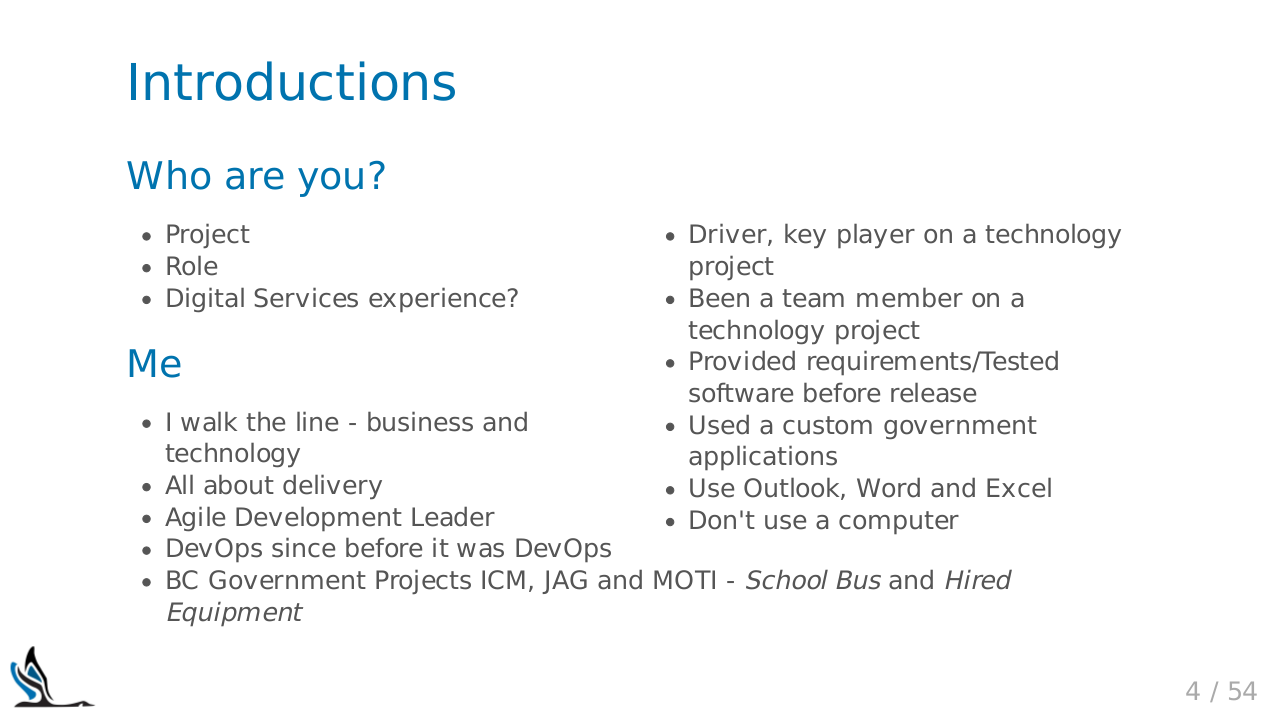 Introductions
Who are you?
• Project
• Role
• Digital Services experience?
Me
• I walk the line - business and
technology
• All about delivery
• Agile Development Leader
• DevOps since before it was DevOps
• BC Government Projects ICM, JAG and MOTI - School Bus and Hired
Equipment
• Driver, key player on a technology
project
• Been a team member on a
technology project
• Provided requirements/Tested
software before release
• Used a custom government
applications
• Use Outlook, Word and Excel
• Don't use a computer
4 / 54